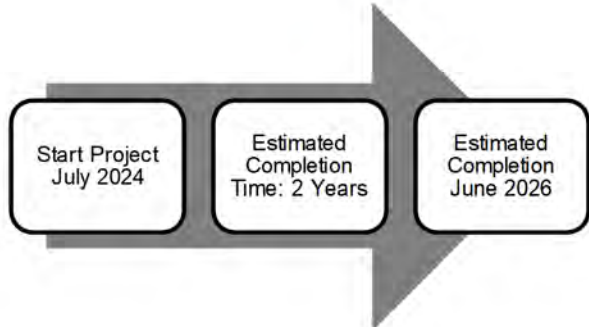 Start Project
July 2024
Estimated
Completion
Time: 2 Years
Estimated
Completion
June 2026